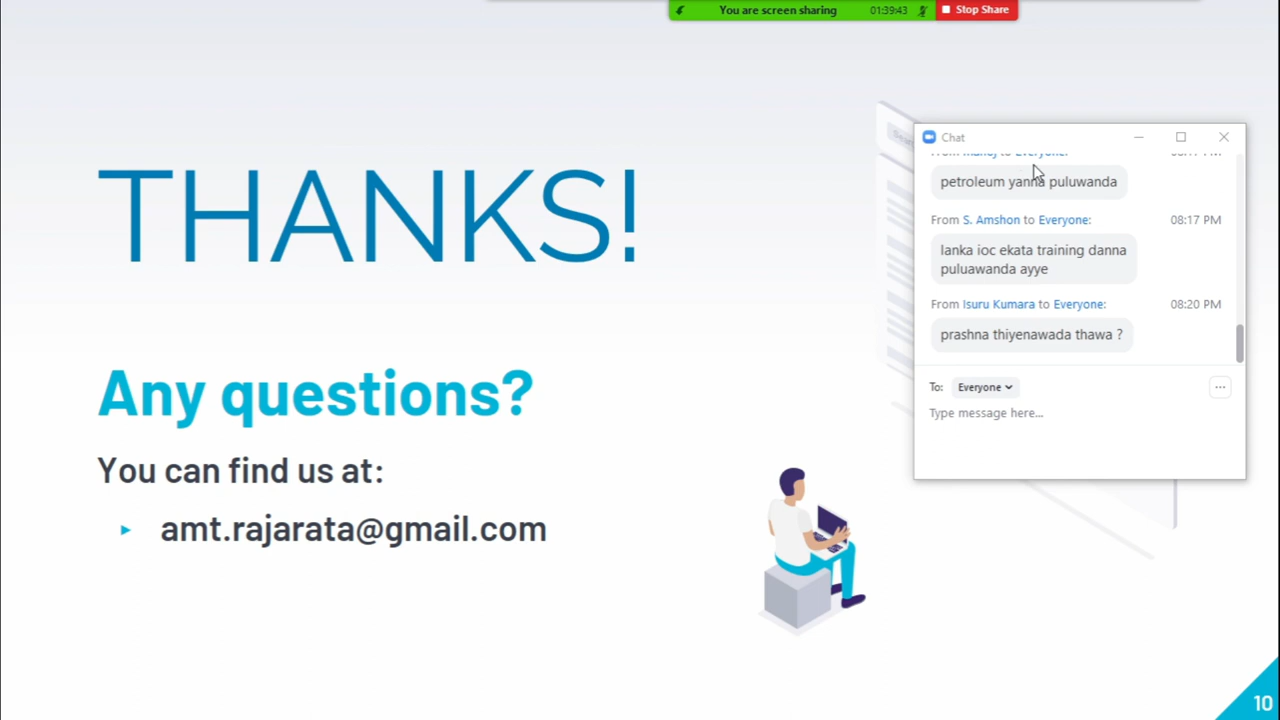 You are screen sharing 01:39:43 Stop Share
THANKS!
Any questions?
You can find us at:
amt.rajarata@gmail.com
Chat
petroleum yanna puluwanda
From S. Amshon to Everyone: 08:17 PM
lanka ioc ekata training danna
puluawanda ayye
From Isuru Kumara to Everyone: 08:20 PM
prashna thiyenawada thawa ?
To: Everyone
Type message here...
10